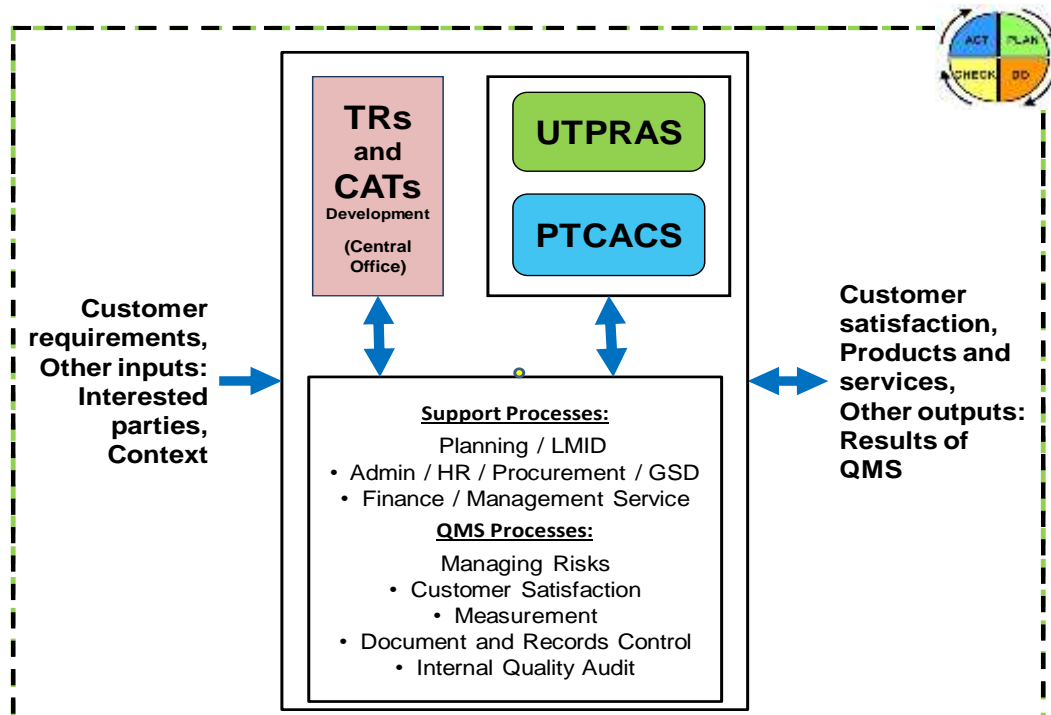 ACT
PLAN
CHECK
DO
TRs
and
CATs
Development
(Central
Office)
UTPRAS
PTCACS
Customer
requirements,
Other inputs:
Interested
parties,
Context
Customer
satisfaction,
Products and
services,
Other outputs:
Results of
QMS
Support Processes:
Planning / LMID
• Admin / HR / Procurement / GSD
• Finance / Management Service
QMS Processes:
Managing Risks
• Customer Satisfaction
• Measurement
• Document and Records Control
• Internal Quality Audit